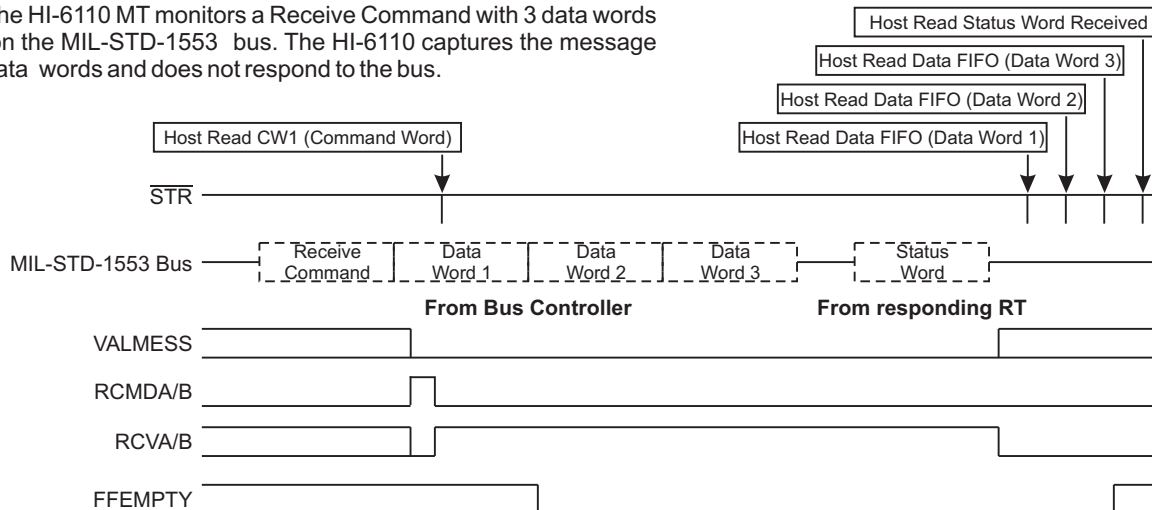 he HI-6110 MT monitors a Receive Command with 3 data words
on the MIL-STD-1553 bus. The HI-6110 captures the message
ata words and does not respond to the bus.
Host Read Status Word Received
Host Read Data FIFO (Data Word 3)
Host Read Data FIFO (Data Word 2)
Host Read CW1 (Command Word)
Host Read Data FIFO (Data Word 1)
STR
MIL-STD-1553 Bus
Receive
Command
Data
Word 1
Data
Word 2
Data
Word 3
Status
Word
From Bus Controller
From responding RT
VALMESS
RCMDA/B
RCVA/B
FFEMPTY